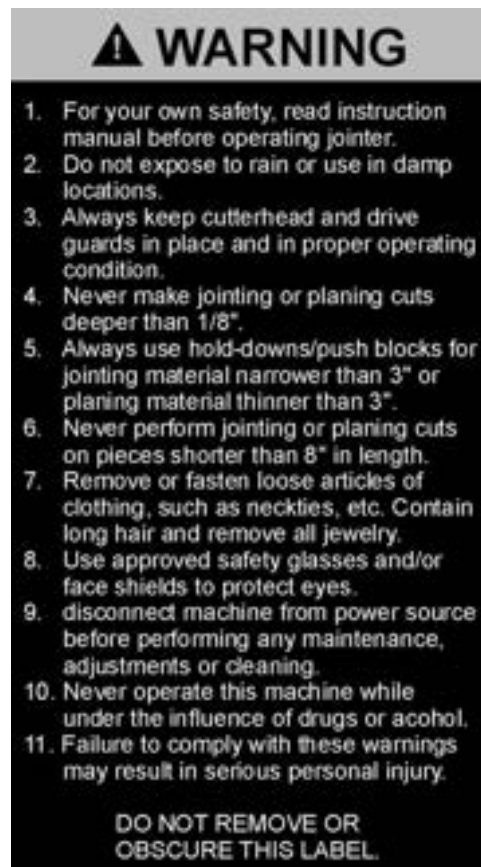 WARNING
1. For your own safety, read instruction
manual before operating jointer.
2. Do not expose to rain or use in damp
locations.
3. Always keep cutterhead and drive
guards in place and in proper operating
condition.
4. Never make jointing or planing cuts
deeper than 1/8".
5. Always use hold-downs/push blocks for
jointing material narrower than 3" or
planing material thinner than 3".
6. Never perform jointing or planing cuts
on pieces shorter than 8" in length.
7. Remove or fasten loose articles of
clothing, such as neckties, etc. Contain
long hair and remove all jewelry.
8. Use approved safety glasses and/or
face shields to protect eyes.
9. disconnect machine from power source
before performing any maintenance,
adjustments or cleaning.
10. Never operate this machine while
under the influence of drugs or acohol.
11. Failure to comply with these warnings
may result in serious personal injury.
DO NOT REMOVE OR
OBSCURE THIS LABEL.